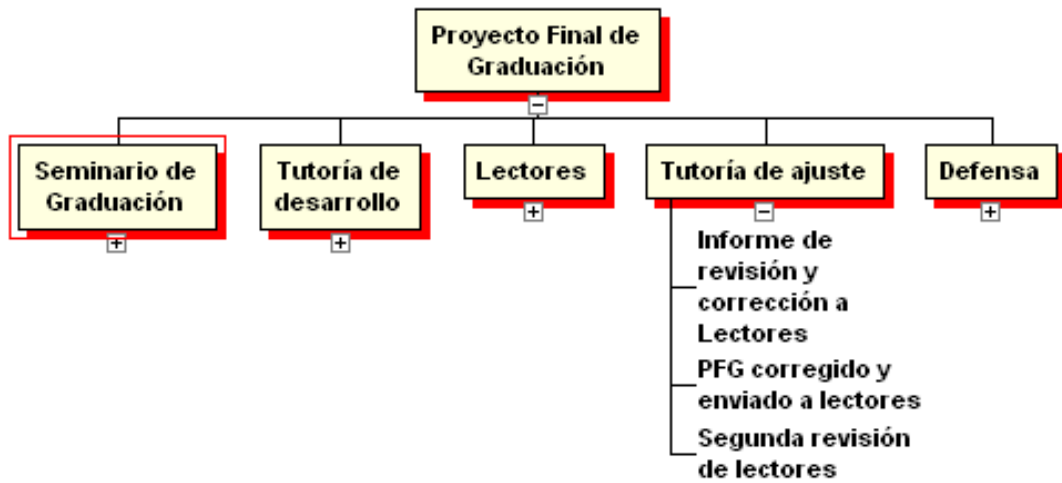 Proyecto Final de
Graduación
Seminario de
Graduación
Tutoría de
desarrollo
Lectores
Tutoría de ajuste
Defensa
Informe de
revisión y
corrección a
Lectores
PFG corregido y
enviado a lectores
Segunda revisión
de lectores